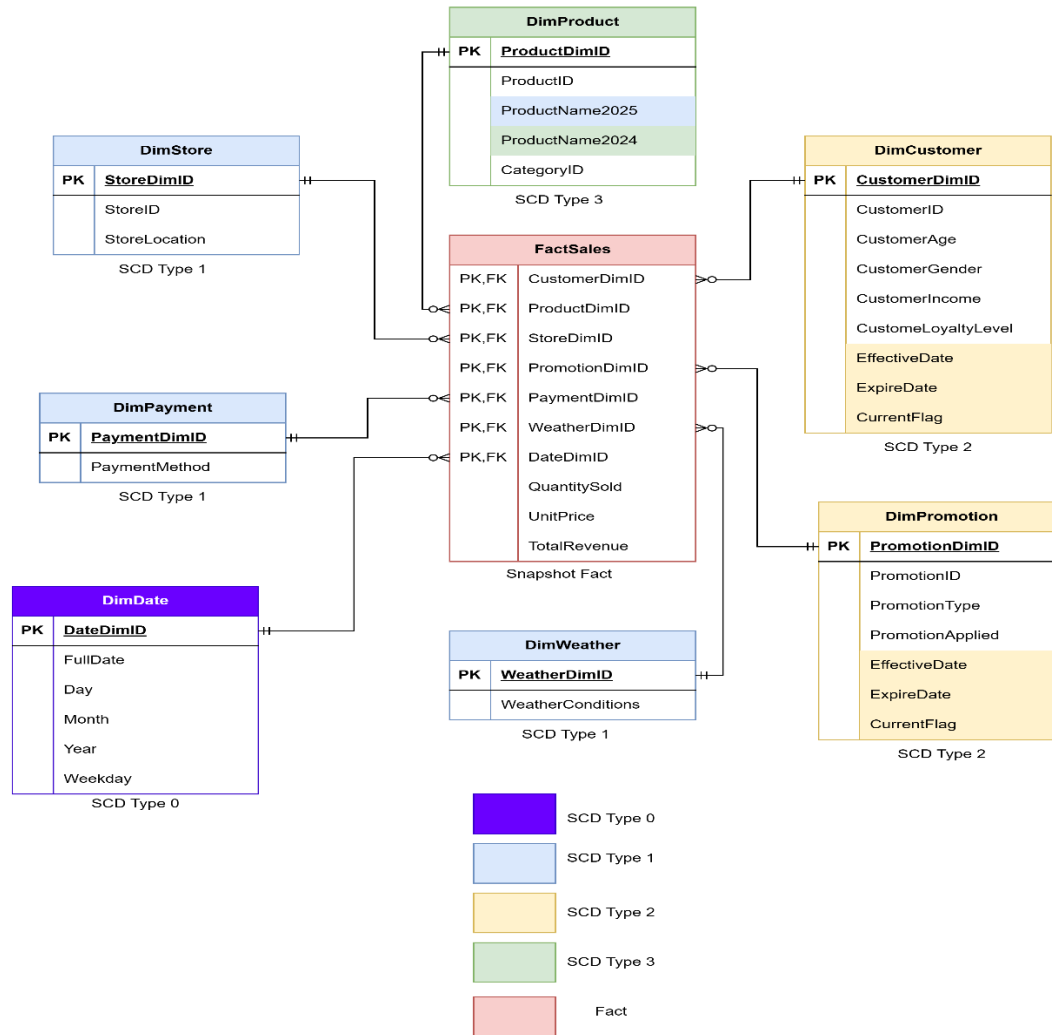 DimProduct
PK ProductDimID
ProductID
ProductName2025
ProductName2024
CategoryID
SCD Type 3
DimStore
PK StoreDimID
StoreID
StoreLocation
SCD Type 1
DimCustomer
PK CustomerDimID
CustomerID
CustomerAge
CustomerGender
CustomerIncome
CustomeLoyaltyLevel
EffectiveDate
ExpireDate
CurrentFlag
SCD Type 2
FactSales
PK,FK CustomerDimID
PK,FK ProductDimID
PK,FK StoreDimID
PK,FK PromotionDimID
PK,FK PaymentDimID
PK,FK WeatherDimID
PK,FK DateDimID
QuantitySold
UnitPrice
TotalRevenue
Snapshot Fact
DimPayment
PK PaymentDimID
PaymentMethod
SCD Type 1
DimPromotion
PK PromotionDimID
PromotionID
PromotionType
PromotionApplied
EffectiveDate
ExpireDate
CurrentFlag
SCD Type 2
DimDate
PK DateDimID
FullDate
Day
Month
Year
Weekday
SCD Type 0
DimWeather
PK WeatherDimID
WeatherConditions
SCD Type 1
SCD Type 0
SCD Type 1
SCD Type 2
SCD Type 3
Fact